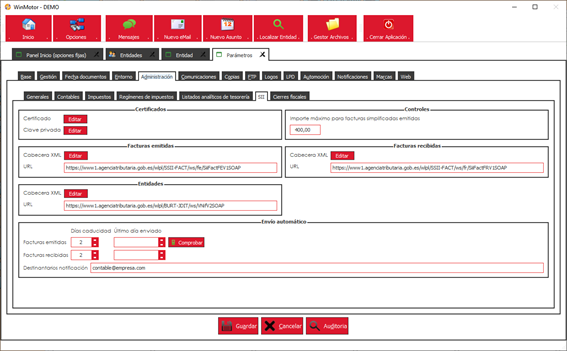 WinMotor - DEMO
Inicio
Opciones
Mensajes
Nuevo eMail
Nuevo Asunto
Localizar Entidad
Gestor Archivos
Cerrar Aplicación
Panel Inicio (opciones fijas)
Entidades
Entidad
Parámetros
Base
Gestión
Fecha documentos
Entorno
Administración
Comunicaciones
Copias
FTP
Logos
LPD
Automoción
Notificaciones
Marcas
Web
Generales
Contables
Impuestos
Regímenes de impuestos
Listados analíticos de tesorería
SII
Cierres fiscales
Certificados
Certificado
Editar
Clave privada
Editar
Controles
Importe máximo para facturas simplificadas emitidas
400,00
Facturas emitidas
Cabecera XML
Editar
URL
https://www1.agenciatributaria.gob.es/wlpl/SSII-FACT/ws/fe/SiiFactFEV1SOAP
Facturas recibidas
Cabecera XML
Editar
URL
https://www1.agenciatributaria.gob.es/wlpl/SSII-FACT/ws/fr/SiiFactFRV1SOAP
Entidades
Cabecera XML
Editar
URL
https://www1.agenciatributaria.gob.es/wlpl/BURT-JDIT/ws/VNifV2SOAP
Envío automático
Días caducidad
Último día enviado
Facturas emitidas
2
Comprobar
Facturas recibidas
2
Destinatarios notificación
contable@empresa.com
Guardar
Cancelar
Auditoria